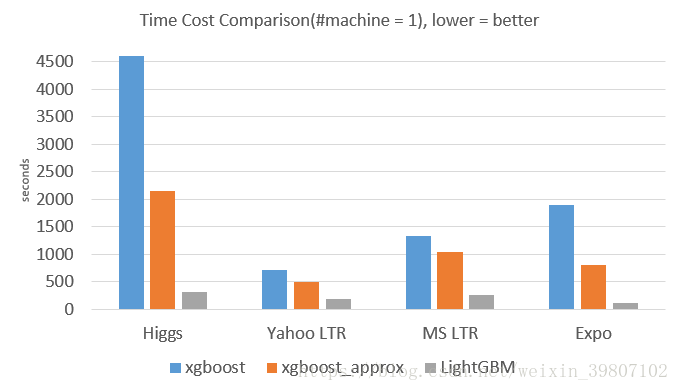 Time Cost Comparison(#machine = 1), lower = better
4500
4000
3500
3000
2500
2000
1500
1000
500
0
seconds
Higgs Yahoo LTR MS LTR Expo
xgboost xgboost_approx LightGBM
https://blog.csdn.net/weixin_39807102